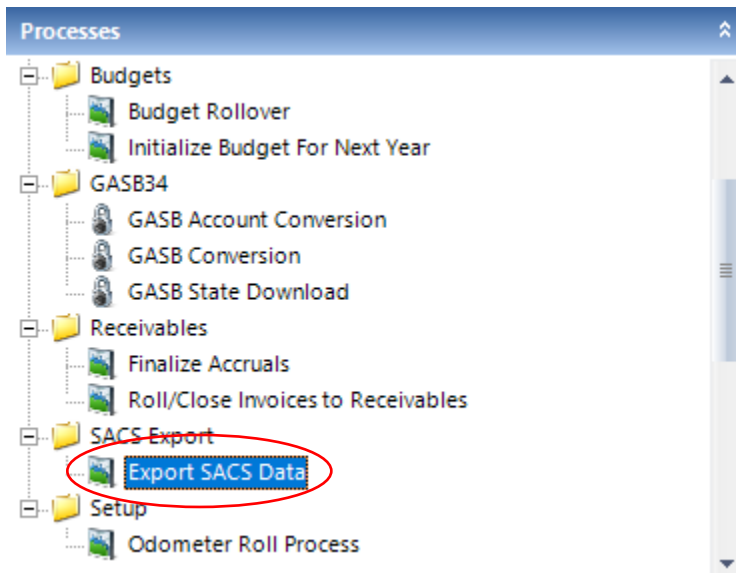 Processes
Budgets
Budget Rollover
Initialize Budget For Next Year
GASB34
GASB Account Conversion
GASB Conversion
GASB State Download
Receivables
Finalize Accruals
Roll/Close Invoices to Receivables
SACS Export
Export SACS Data
Setup
Odometer Roll Process